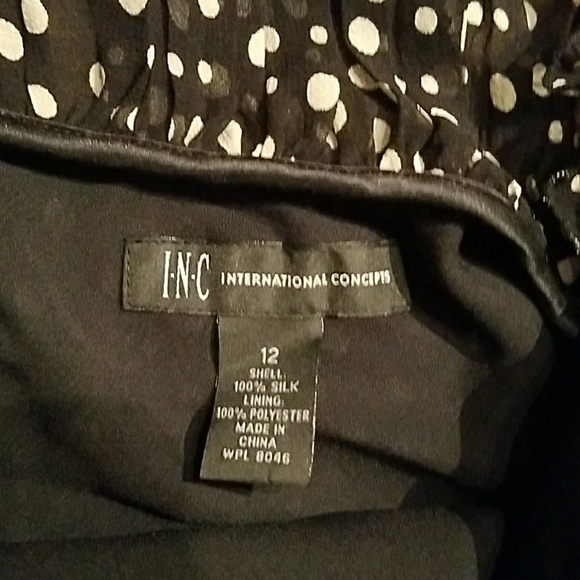 I·N·C INTERNATIONAL CONCEPTS
12
SHELL:
100% SILK
LINING:
100% POLYESTER
MADE IN
CHINA
WPL 8046